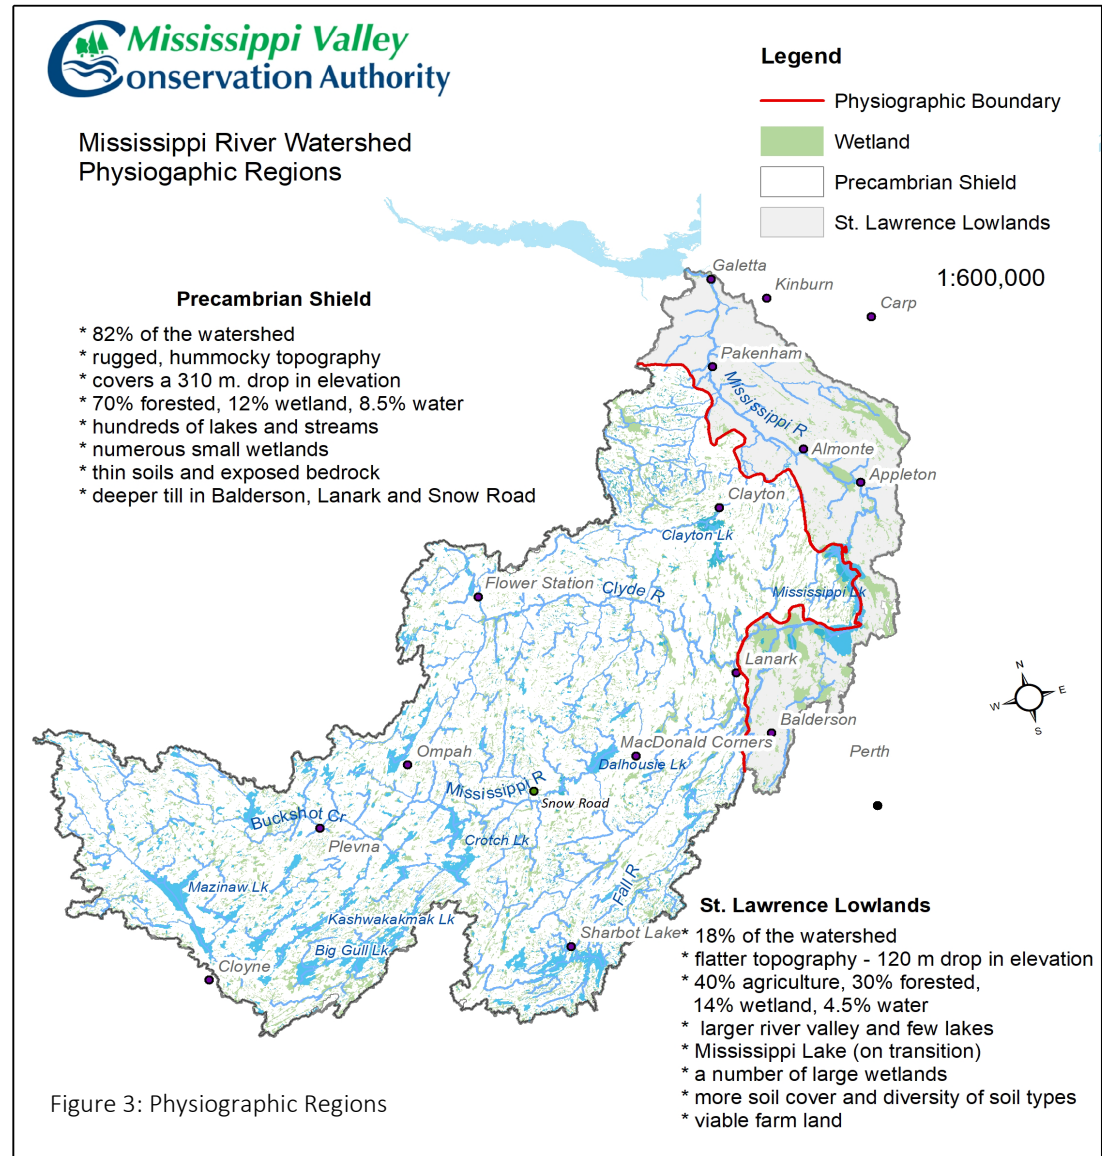 Mississippi Valley
Conservation Authority
Mississippi River Watershed
Physiogaphic Regions
Legend
Physiographic Boundary
Wetland
Precambrian Shield
St. Lawrence Lowlands
1:600,000
Precambrian Shield
* 82% of the watershed
* rugged, hummocky topography
* covers a 310 m. drop in elevation
* 70% forested, 12% wetland, 8.5% water
* hundreds of lakes and streams
* numerous small wetlands
* thin soils and exposed bedrock
* deeper till in Balderson, Lanark and Snow Road
Galetta
Kinburn
Carp
Pakenham
Mississippi R
Almonte
Appleton
Clayton
Clayton Lk
Flower Station
Clyde R
Mississippi Lk
Lanark
N
E
W
S
Balderson
MacDonald Corners
Perth
Ompah
Dalhousie Lk
Mississippi R
Snow Road
Buckshot Cr
Plevna
Crotch Lk
Mazinaw Lk
Fall R
Kashwakakmak Lk
Sharbot Lake
Big Gull Lk
Cloyne
St. Lawrence Lowlands
* 18% of the watershed
* flatter topography - 120 m drop in elevation
* 40% agriculture, 30% forested,
14% wetland, 4.5% water
* larger river valley and few lakes
* Mississippi Lake (on transition)
* a number of large wetlands
* more soil cover and diversity of soil types
* viable farm land
Figure 3: Physiographic Regions